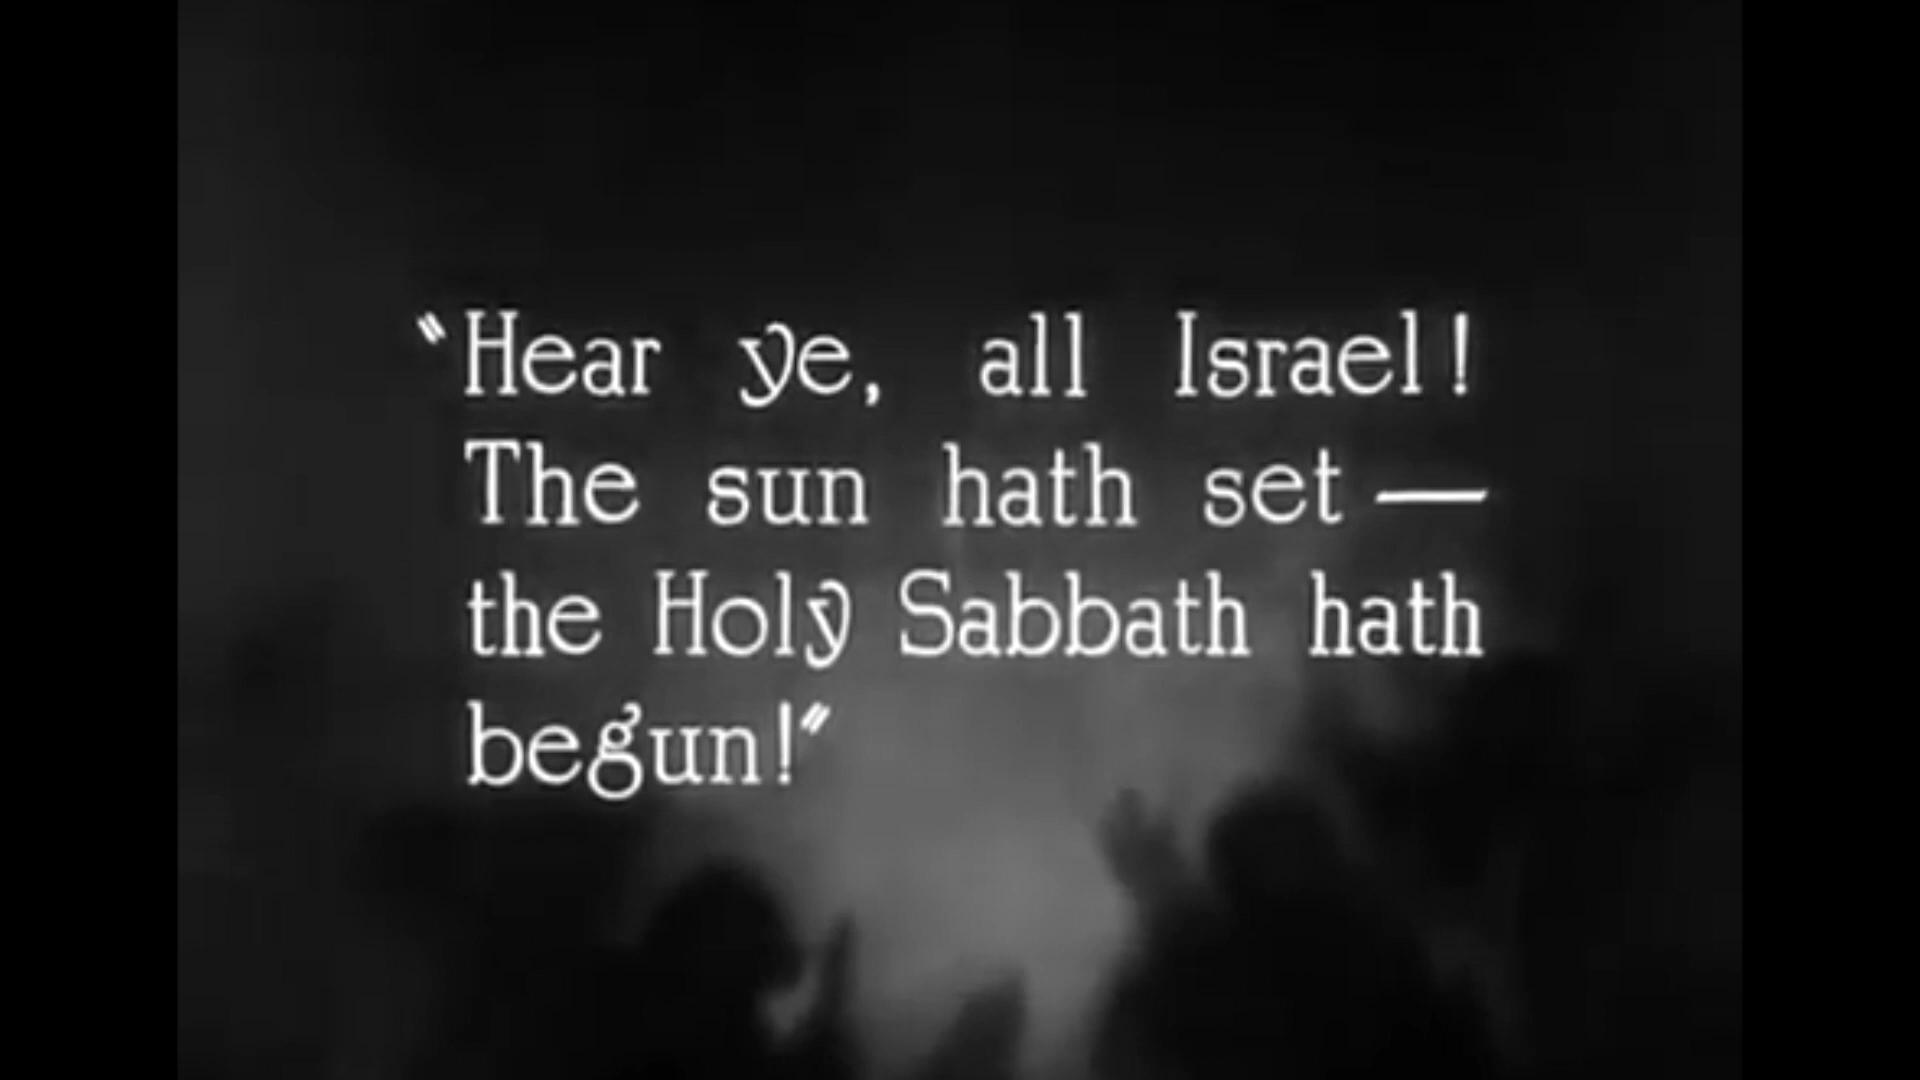 "Hear ye, all Israel!
The sun hath set —
the Holy Sabbath hath
begun!"